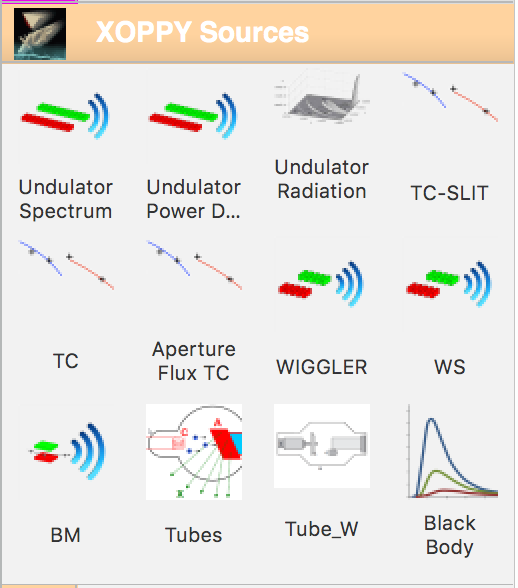 XOPPY Sources
Undulator Spectrum
Undulator Power D...
Undulator Radiation
TC-SLIT
TC
Aperture Flux TC
WIGGLER
WS
BM
A
C
X
Tubes
Tube_W
Black Body